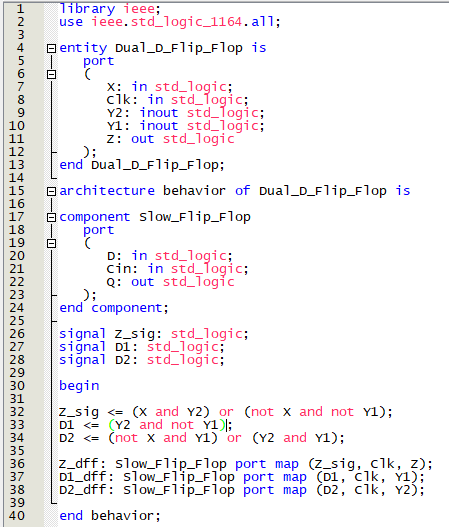 1 library ieee;
2 use ieee.std_logic_1164.all;
3
4 entity Dual_D_Flip_Flop is
5 port
6 (
7 X: in std_logic;
8 Clk: in std_logic;
9 Y2: inout std_logic;
10 Y1: inout std_logic;
11 Z: out std_logic
12 );
13 end Dual_D_Flip_Flop;
14
15 architecture behavior of Dual_D_Flip_Flop is
16
17 component Slow_Flip_Flop
18 port
19 (
20 D: in std_logic;
21 Cin: in std_logic;
22 Q: out std_logic
23 );
24 end component;
25
26 signal Z_sig: std_logic;
27 signal D1: std_logic;
28 signal D2: std_logic;
29
30 begin
31
32 Z_sig <= (X and Y2) or (not X and not Y1);
33 D1 <= (Y2 and not Y1);
34 D2 <= (not X and Y1) or (Y2 and Y1);
35
36 Z_dff: Slow_Flip_Flop port map (Z_sig, Clk, Z);
37 D1_dff: Slow_Flip_Flop port map (D1, Clk, Y1);
38 D2_dff: Slow_Flip_Flop port map (D2, Clk, Y2);
39
40 end behavior;